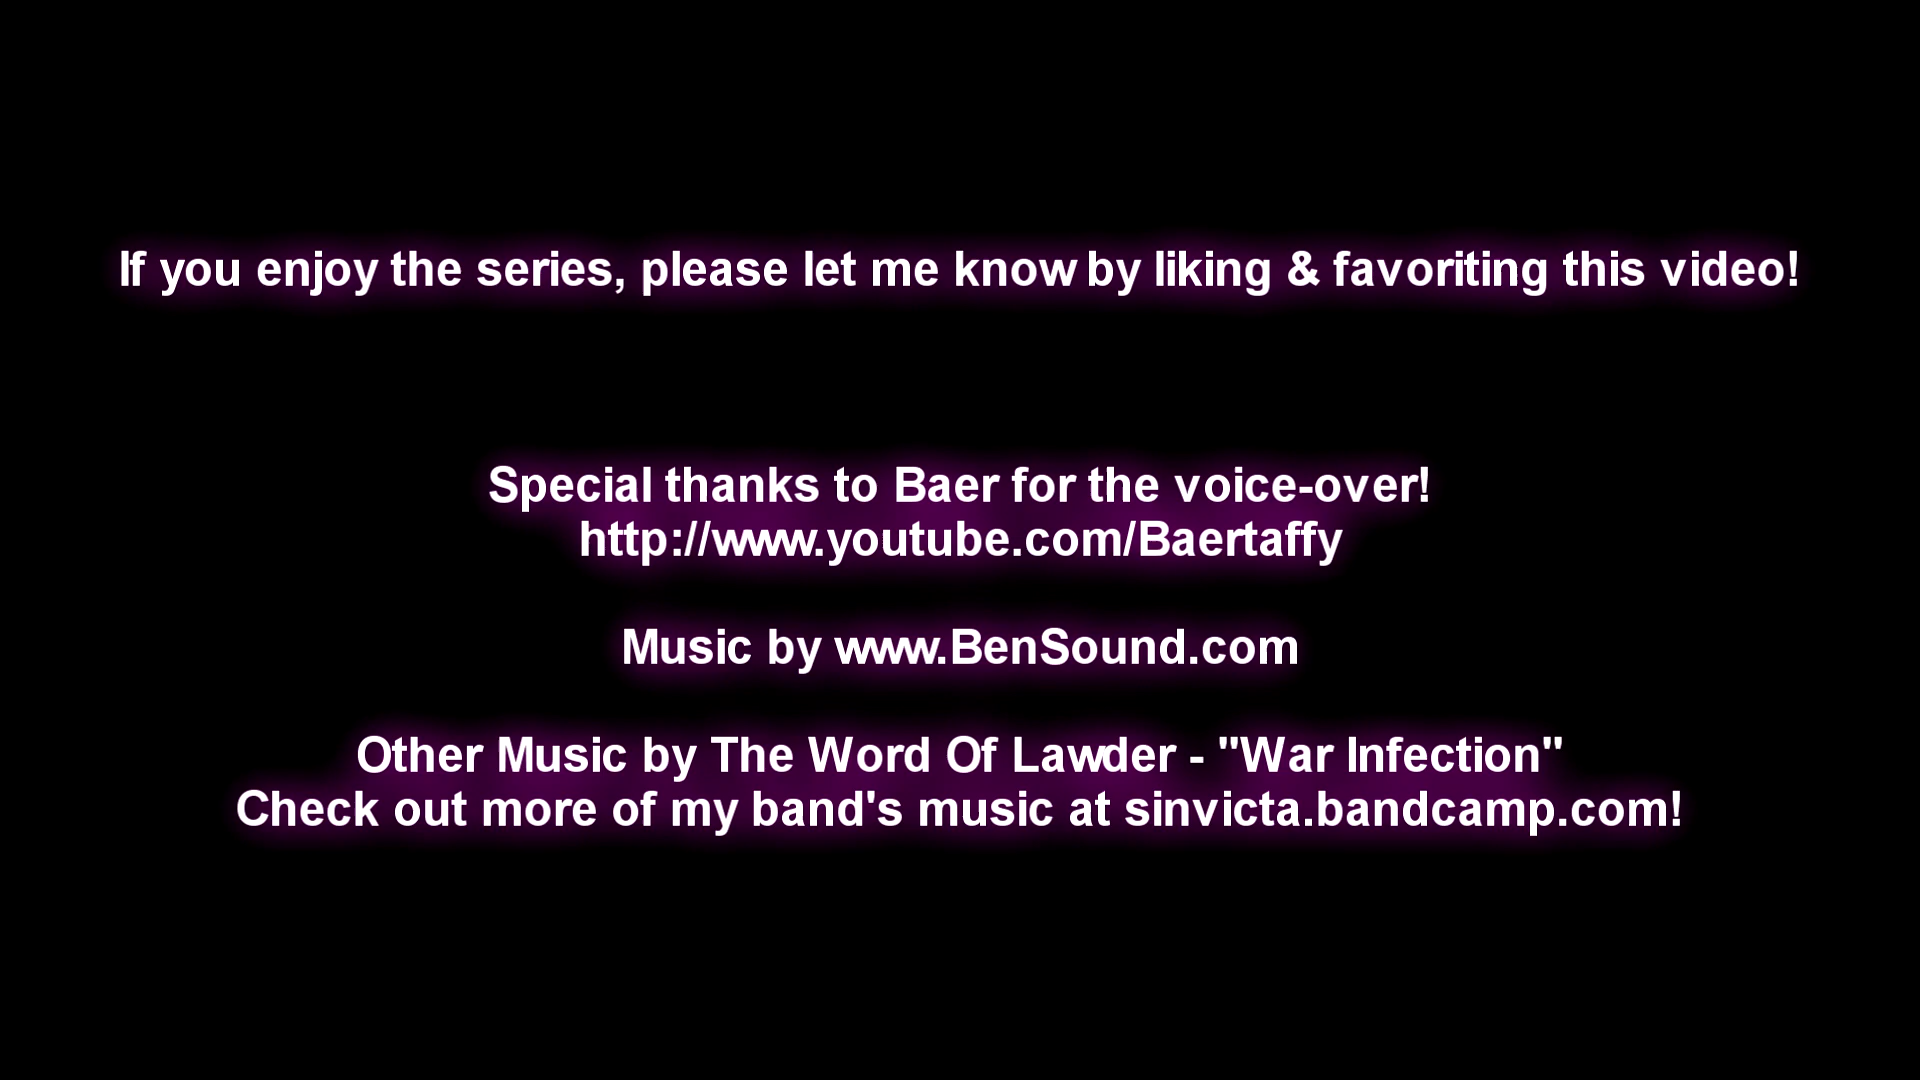 If you enjoy the series, please let me know by liking & favoriting this video!
Special thanks to Baer for the voice-over!
http://www.youtube.com/Baertaffy
Music by www.BenSound.com
Other Music by The Word Of Lawder - "War Infection"
Check out more of my band's music at sinvicta.bandcamp.com!